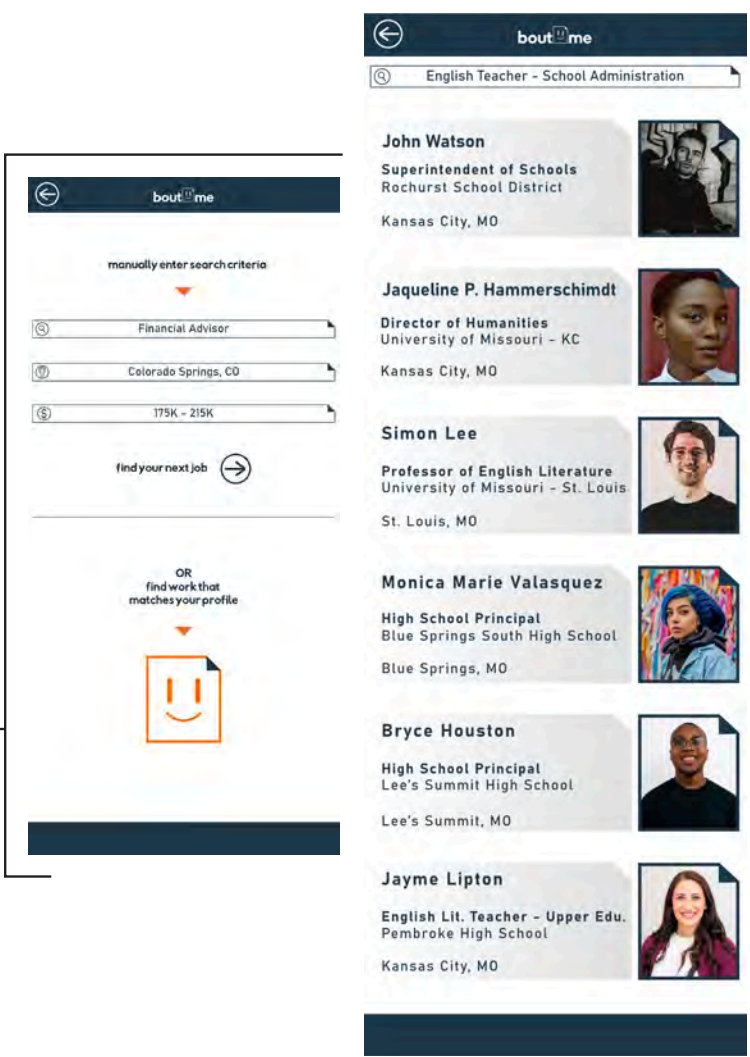 bout me
manually enter search criteria
Financial Advisor
Colorado Springs, CO
175K - 215K
find your next job
OR
find work that
matches your profile
bout me
English Teacher - School Administration
John Watson
Superintendent of Schools
Rochurst School District
Kansas City, MO
Jaqueline P. Hammerschimdt
Director of Humanities
University of Missouri - KC
Kansas City, MO
Simon Lee
Professor of English Literature
University of Missouri - St. Louis
St. Louis, MO
Monica Marie Valasquez
High School Principal
Blue Springs South High School
Blue Springs, MO
Bryce Houston
High School Principal
Lee's Summit High School
Lee's Summit, MO
Jayme Lipton
English Lit. Teacher - Upper Edu.
Pembroke High School
Kansas City, MO